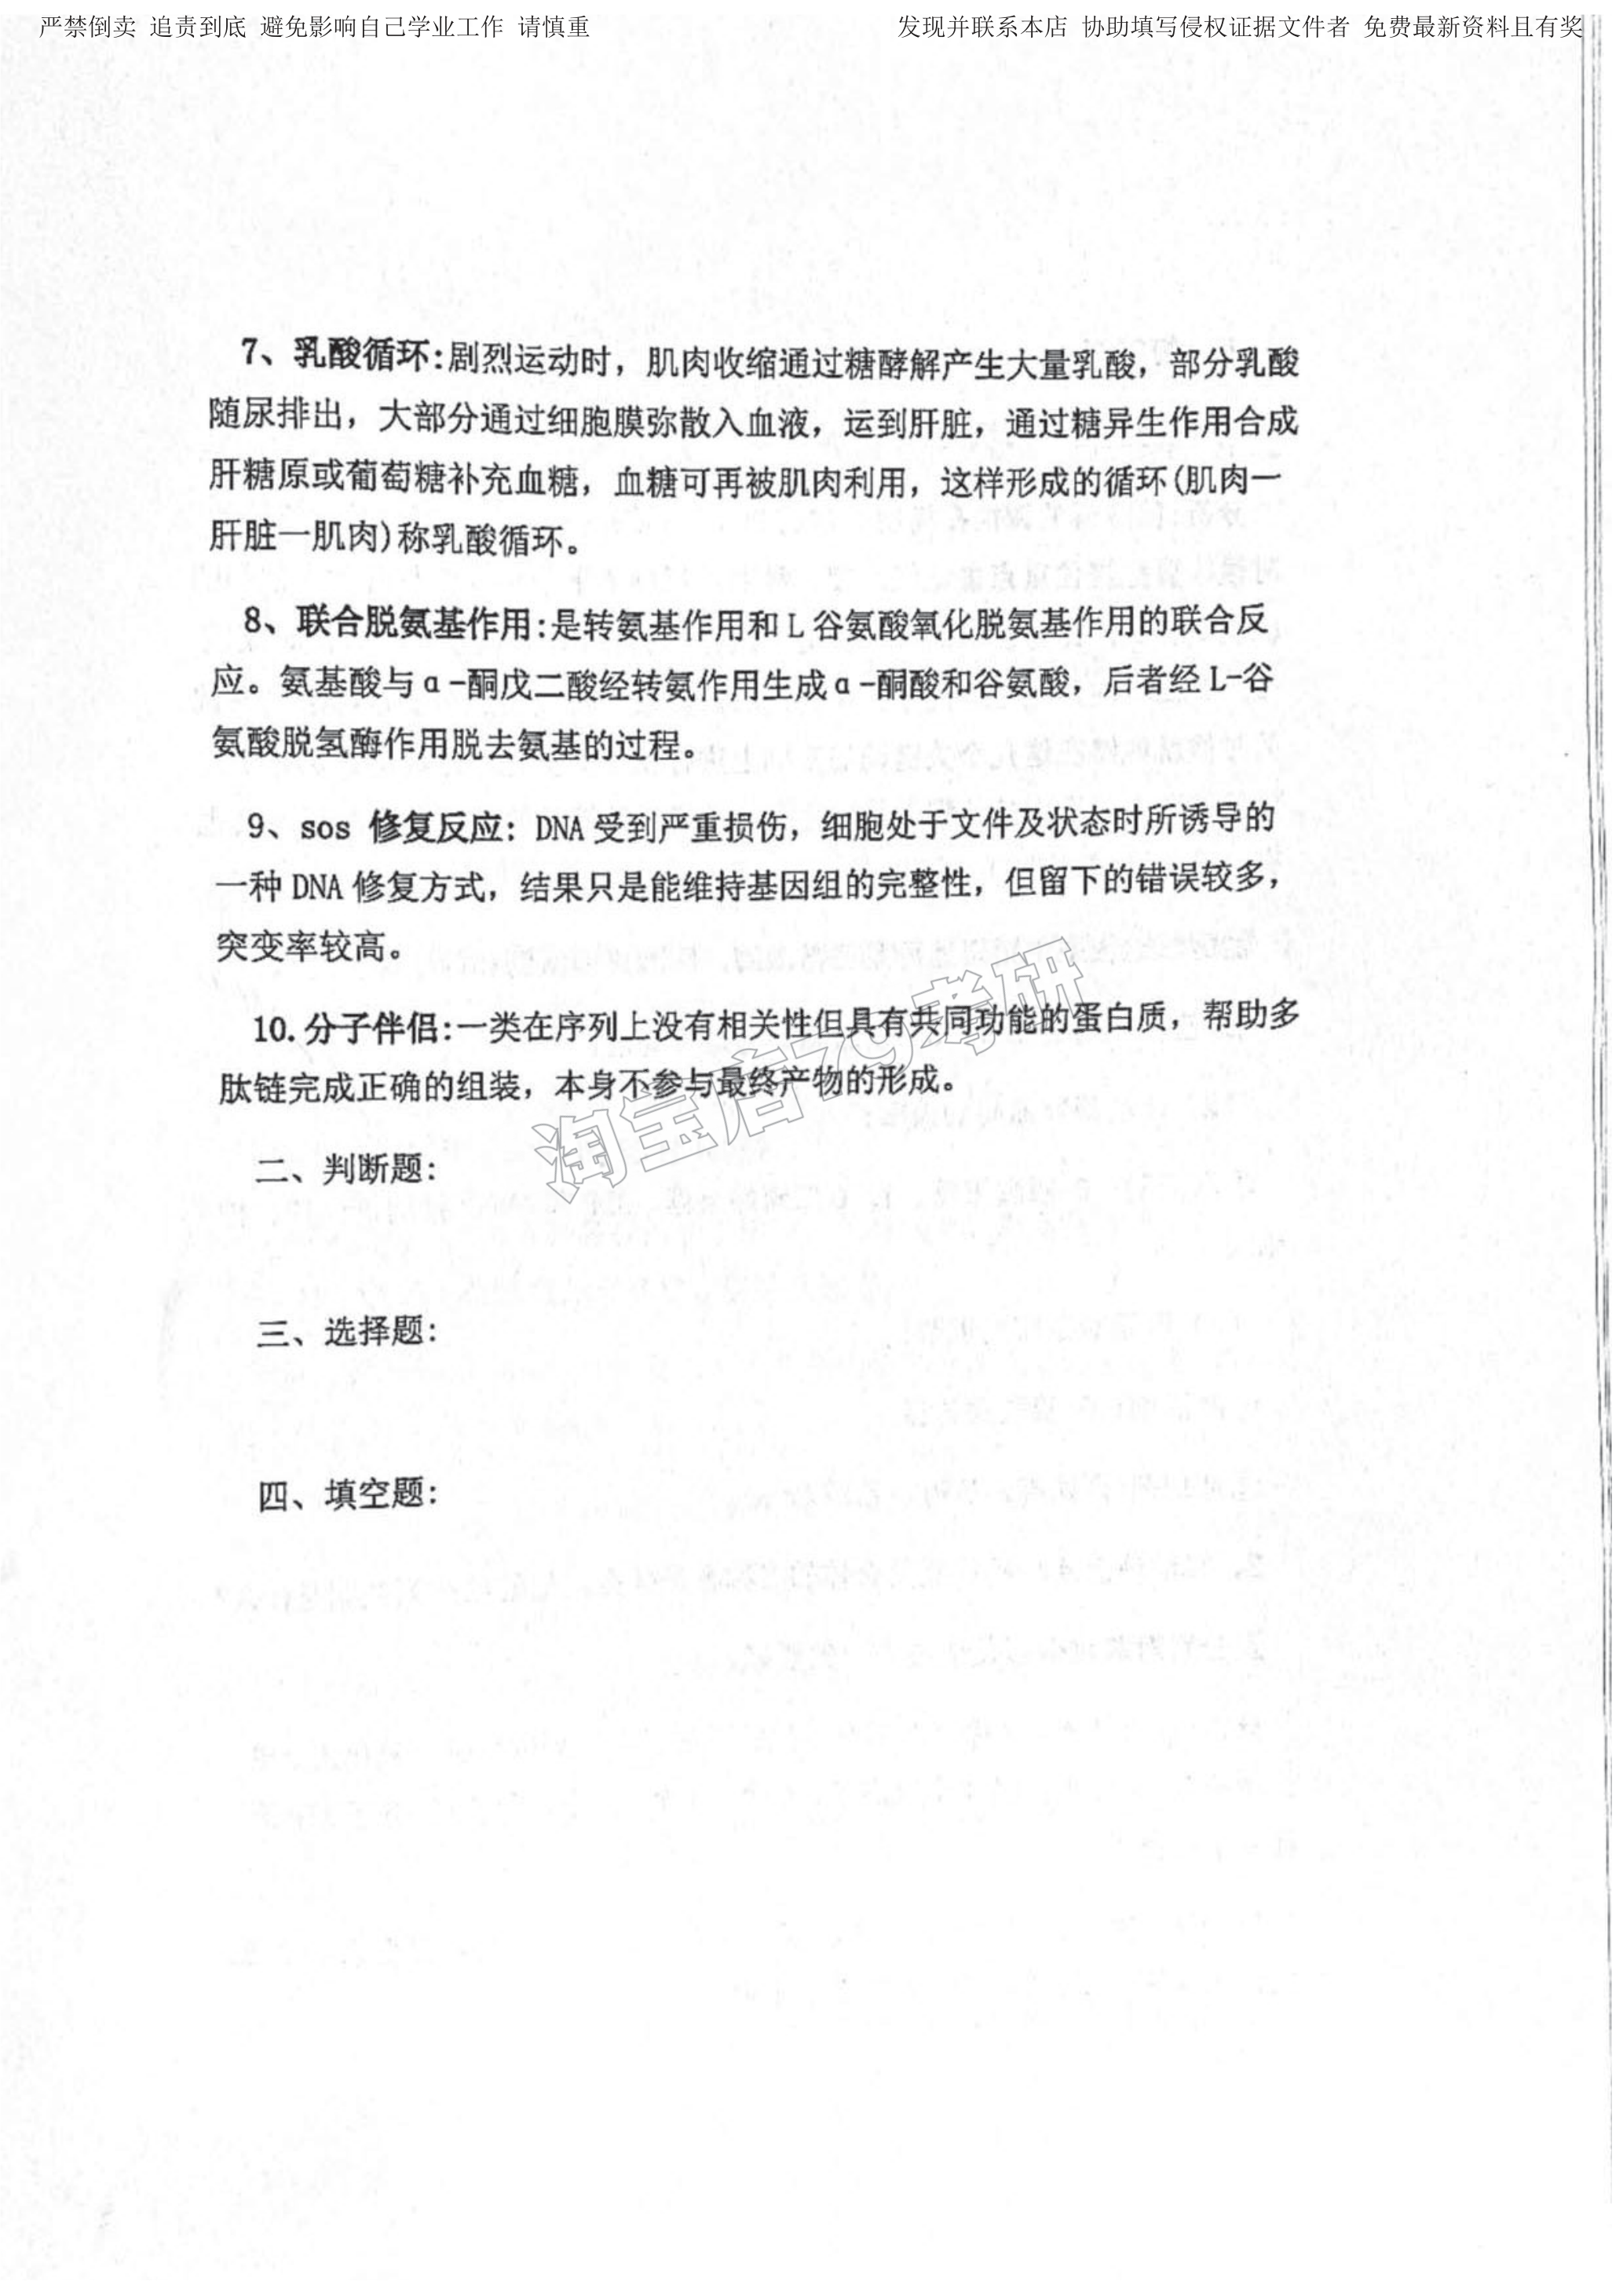 严禁倒卖 追责到底 避免影响自己学业工作 请慎重
发现并联系本店 协助填写侵权证据文件者 免费最新资料且有奖
7、乳酸循环:剧烈运动时，肌肉收缩通过糖酵解产生大量乳酸，部分乳酸
随尿排出，大部分通过细胞膜弥散入血液，运到肝脏，通过糖异生作用合成
肝糖原或葡萄糖补充血糖，血糖可再被肌肉利用，这样形成的循环(肌肉一
肝脏一肌肉)称乳酸循环。
8、联合脱氨基作用:是转氨基作用和 L 谷氨酸氧化脱氨基作用的联合反
应。氨基酸与 α-酮戊二酸经转氨作用生成 α-酮酸和谷氨酸，后者经 L-谷
氨酸脱氢酶作用脱去氨基的过程。
9、sos 修复反应: DNA 受到严重损伤，细胞处于文件及状态时所诱导的
一种 DNA 修复方式，结果只是能维持基因组的完整性，但留下的错误较多，
突变率较高。
10.分子伴侣:一类在序列上没有相关性但具有共同功能的蛋白质，帮助多
肽链完成正确的组装，本身不参与最终产物的形成。
淘宝店79考研
二、判断题:
三、选择题:
四、填空题: